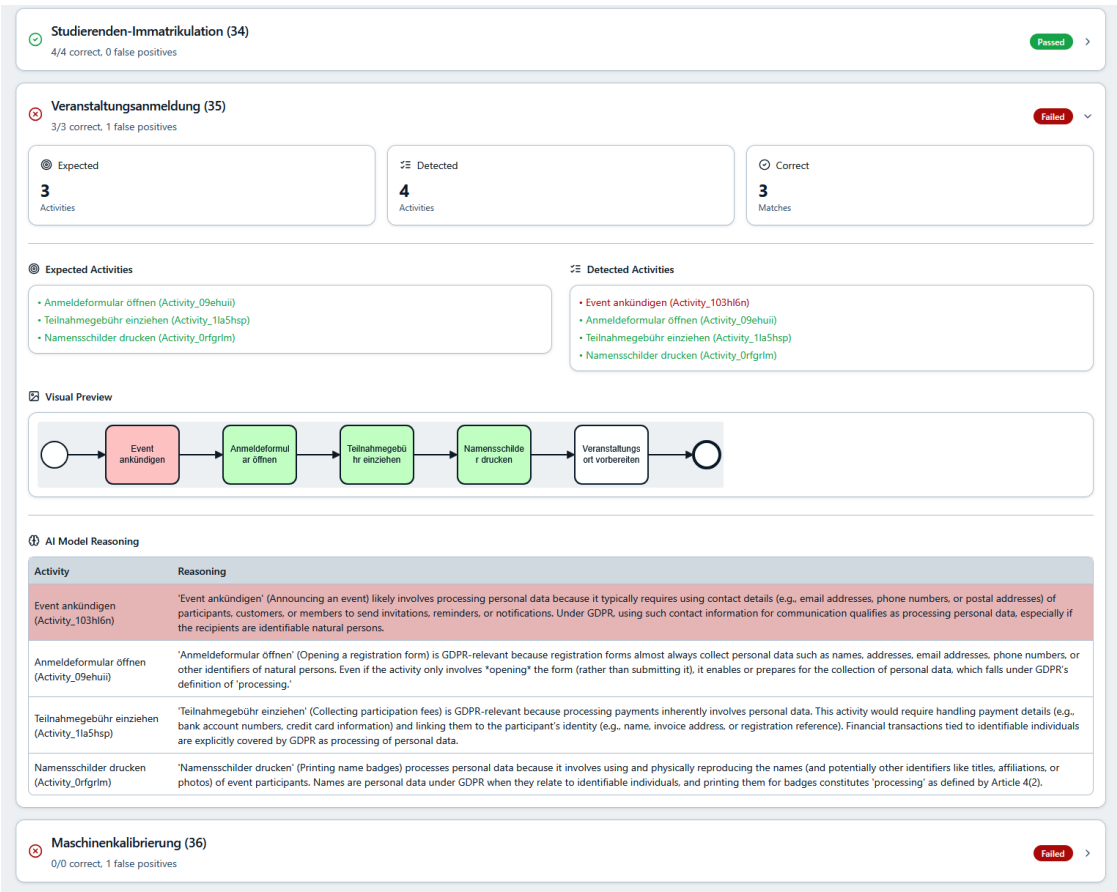 Studierenden-Immatrikulation (34)
4/4 correct, 0 false positives
Passed
Veranstaltungsanmeldung (35)
3/3 correct, 1 false positives
Failed
Expected
3
Activities
Detected
4
Activities
Correct
3
Matches
Expected Activities
• Anmeldeformular öffnen (Activity_09ehuii)
• Teilnahmegebühr einziehen (Activity_1la5hsp)
• Namensschilder drucken (Activity_0rfgrlm)
Detected Activities
• Event ankündigen (Activity_103hl6n)
• Anmeldeformular öffnen (Activity_09ehuii)
• Teilnahmegebühr einziehen (Activity_1la5hsp)
• Namensschilder drucken (Activity_0rfgrlm)
Visual Preview
Event
ankündigen
Anmeldeformul
ar öffnen
Teilnahmegebü
hr einziehen
Namensschilde
r drucken
Veranstaltungs
ort vorbereiten
AI Model Reasoning
Activity
Reasoning
Event ankündigen
(Activity_103hl6n)
'Event ankündigen' (Announcing an event) likely involves processing personal data because it typically requires using contact details (e.g., email addresses, phone numbers, or postal addresses) of
participants, customers, or members to send invitations, reminders, or notifications. Under GDPR, using such contact information for communication qualifies as processing personal data, especially if
the recipients are identifiable natural persons.
Anmeldeformular öffnen
(Activity_09ehuii)
'Anmeldeformular öffnen' (Opening a registration form) is GDPR-relevant because registration forms almost always collect personal data such as names, addresses, email addresses, phone numbers, or
other identifiers of natural persons. Even if the activity only involves *opening* the form (rather than submitting it), it enables or prepares for the collection of personal data, which falls under GDPR's
definition of 'processing.'
Teilnahmegebühr einziehen
(Activity_1la5hsp)
'Teilnahmegebühr einziehen' (Collecting participation fees) is GDPR-relevant because processing payments inherently involves personal data. This activity would require handling payment details (e.g.,
bank account numbers, credit card information) and linking them to the participant's identity (e.g., name, invoice address, or registration reference). Financial transactions tied to identifiable individuals
are explicitly covered by GDPR as processing of personal data.
Namensschilder drucken
(Activity_0rfgrlm)
'Namensschilder drucken' (Printing name badges) processes personal data because it involves using and physically reproducing the names (and potentially other identifiers like titles, affiliations, or
photos) of event participants. Names are personal data under GDPR when they relate to identifiable individuals, and printing them for badges constitutes 'processing' as defined by Article 4(2).
Maschinenkalibrierung (36)
0/0 correct, 1 false positives
Failed